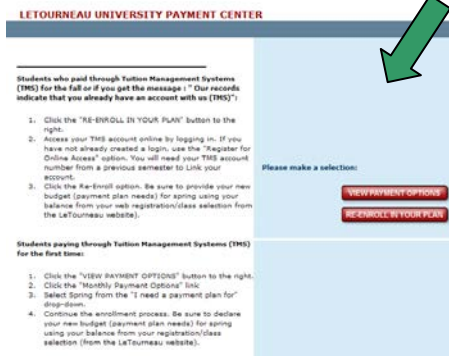 LETOURNEAU UNIVERSITY PAYMENT CENTER
Students who paid through Tuition Management Systems
(TMS) for the fall or if you get the message : " Our records
indicate that you already have an account with us (TMS)":
1. Click the "RE-ENROLL IN YOUR PLAN" button to the
right.
2. Access your TMS account online by logging in. If you
have not already created a login, use the "Register for
Online Access" option. You will need your TMS account
number from a previous semester to Link your
account.
3. Click the Re-Enroll option. Be sure to provide your new
budget (payment plan needs) for spring using your
balance from your web registration/class selection from
the LeTourneau website).
Please make a selection:
VIEW PAYMENT OPTIONS
RE-ENROLL IN YOUR PLAN
Students paying through Tuition Management Systems (TMS)
for the first time:
1. Click the "VIEW PAYMENT OPTIONS" button to the right.
2. Click the "Monthly Payment Options" link
3. Select Spring from the "I need a payment plan for"
drop-down.
4. Continue the enrollment process. Be sure to declare
your new budget (payment plan needs) for spring
using your balance from your registration/class
selection (from the LeTourneau website).